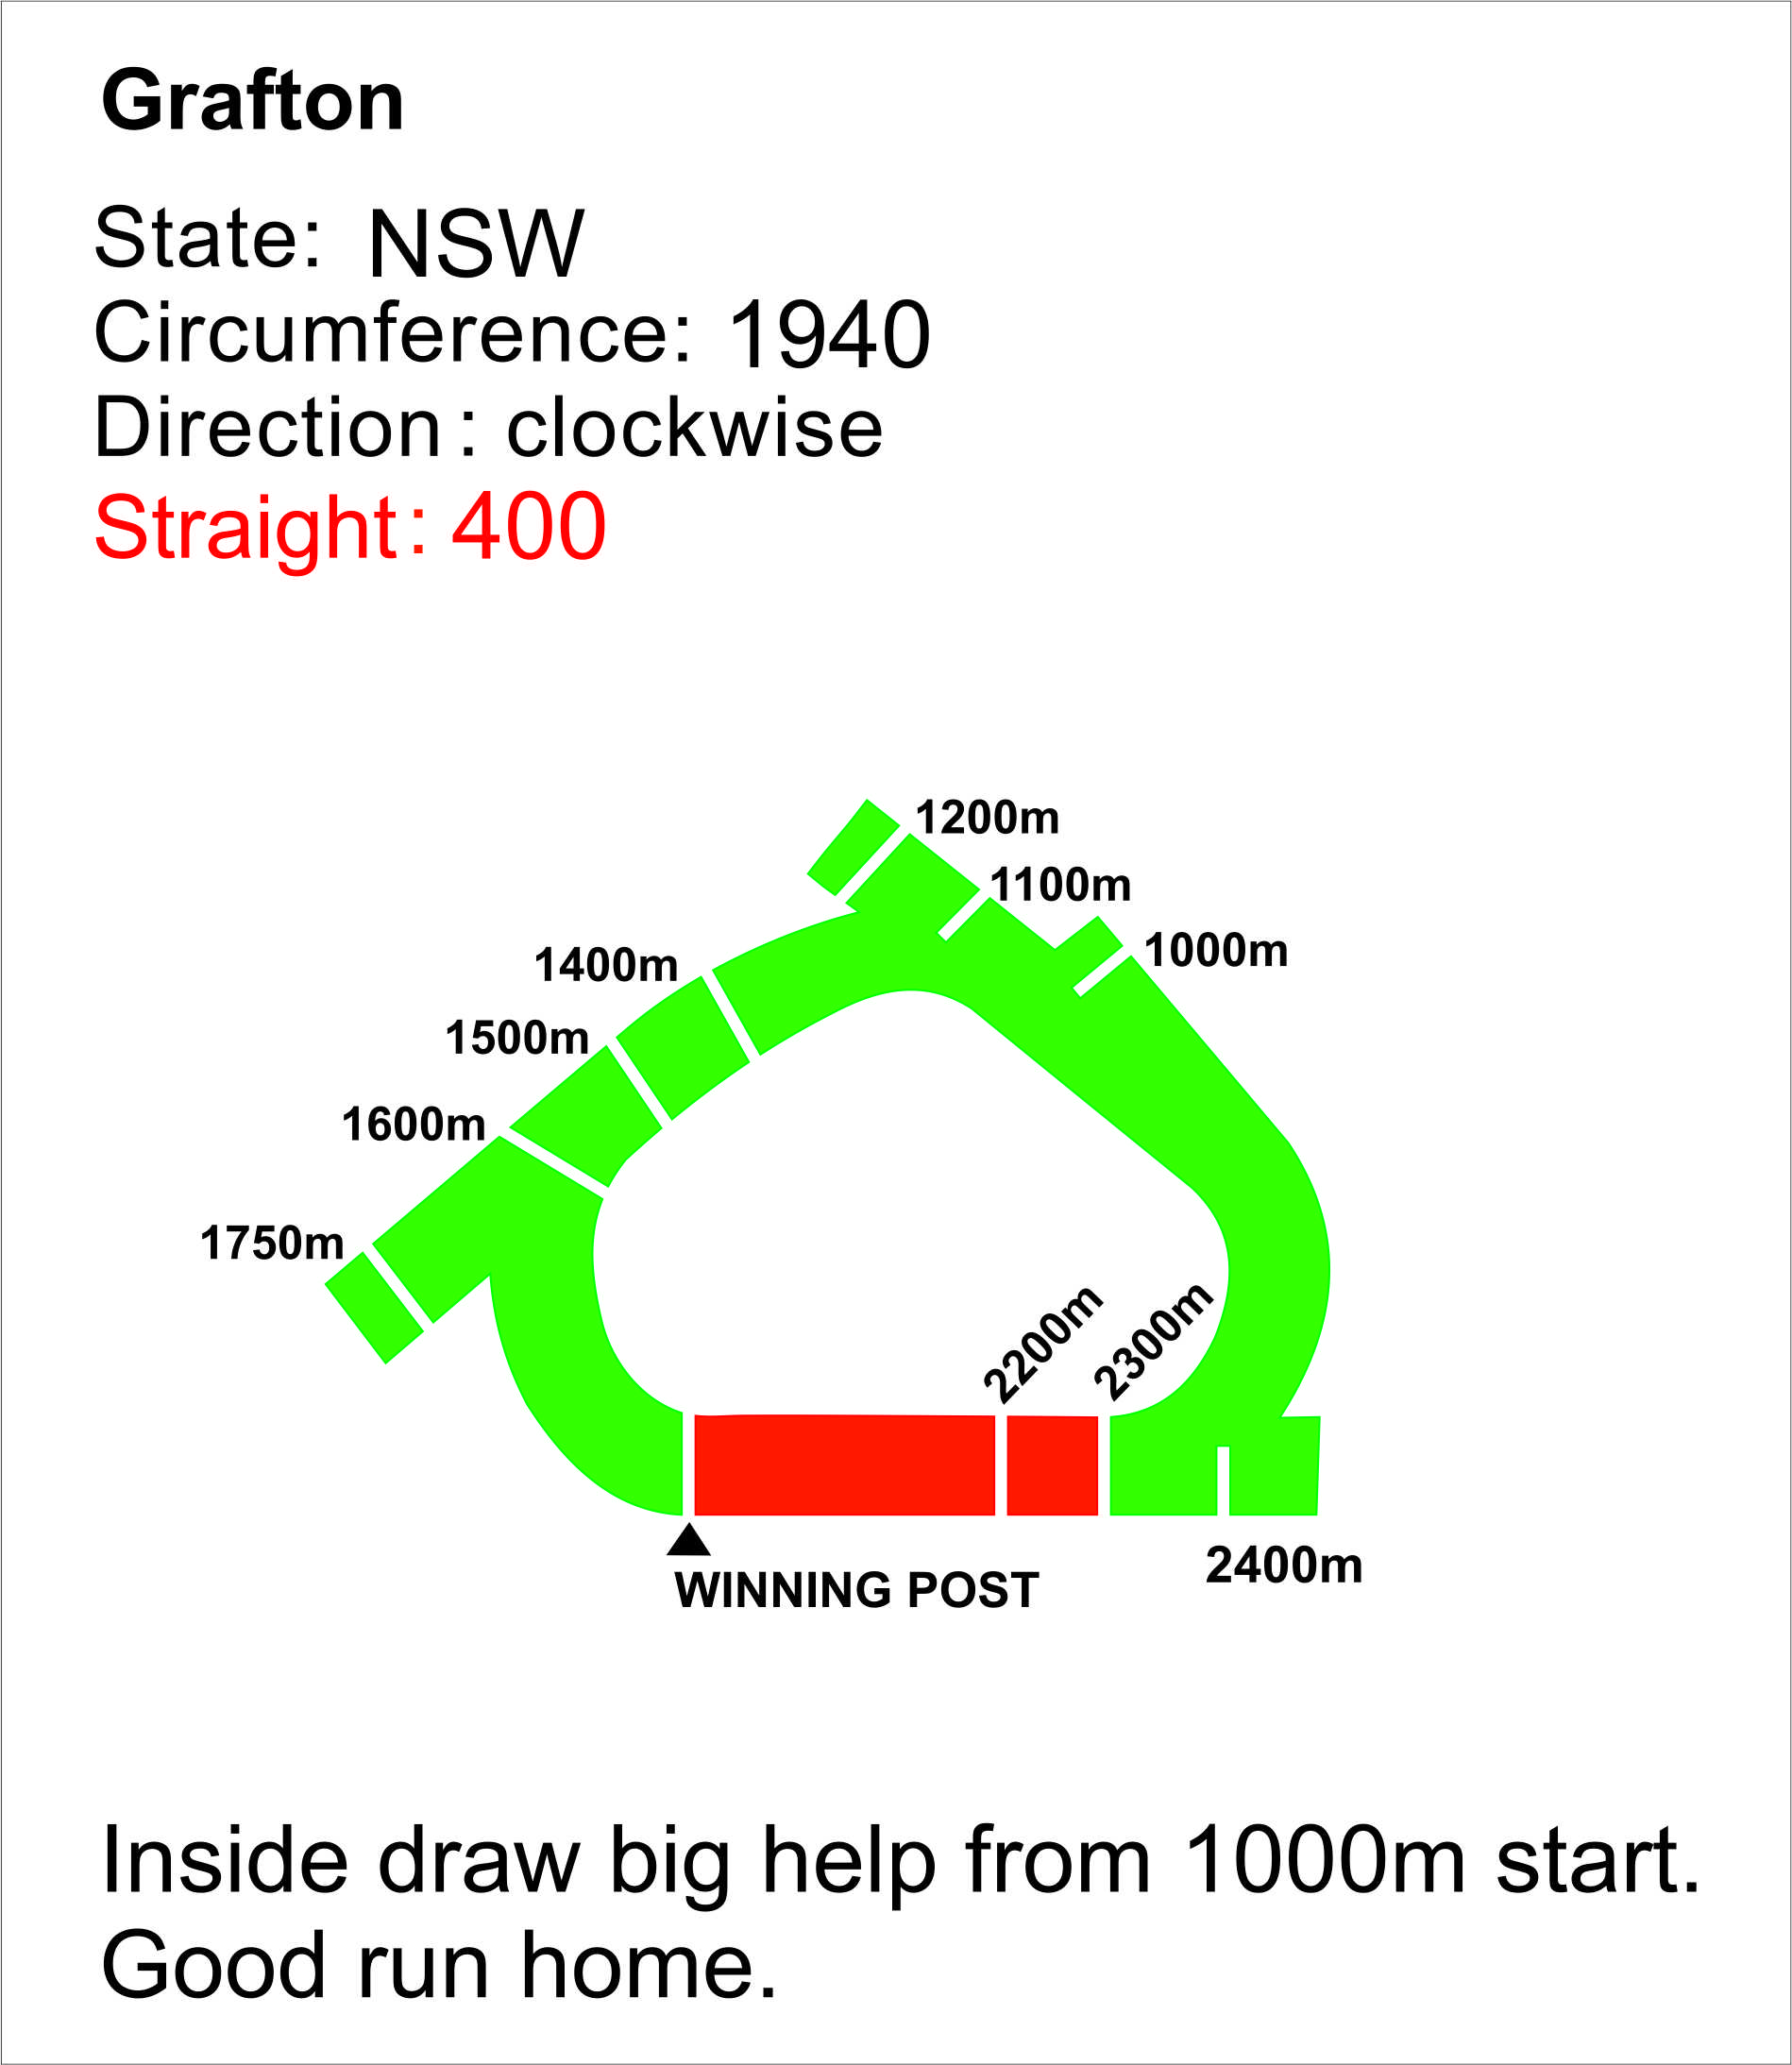 Grafton
State: NSW
Circumference: 1940
Direction : clockwise
Straight : 400
1200m
1100m
1000m
1400m
1500m
1600m
1750m
2200m
2300m
WINNING POST
2400m
Inside draw big help from 1000m start.
Good run home.